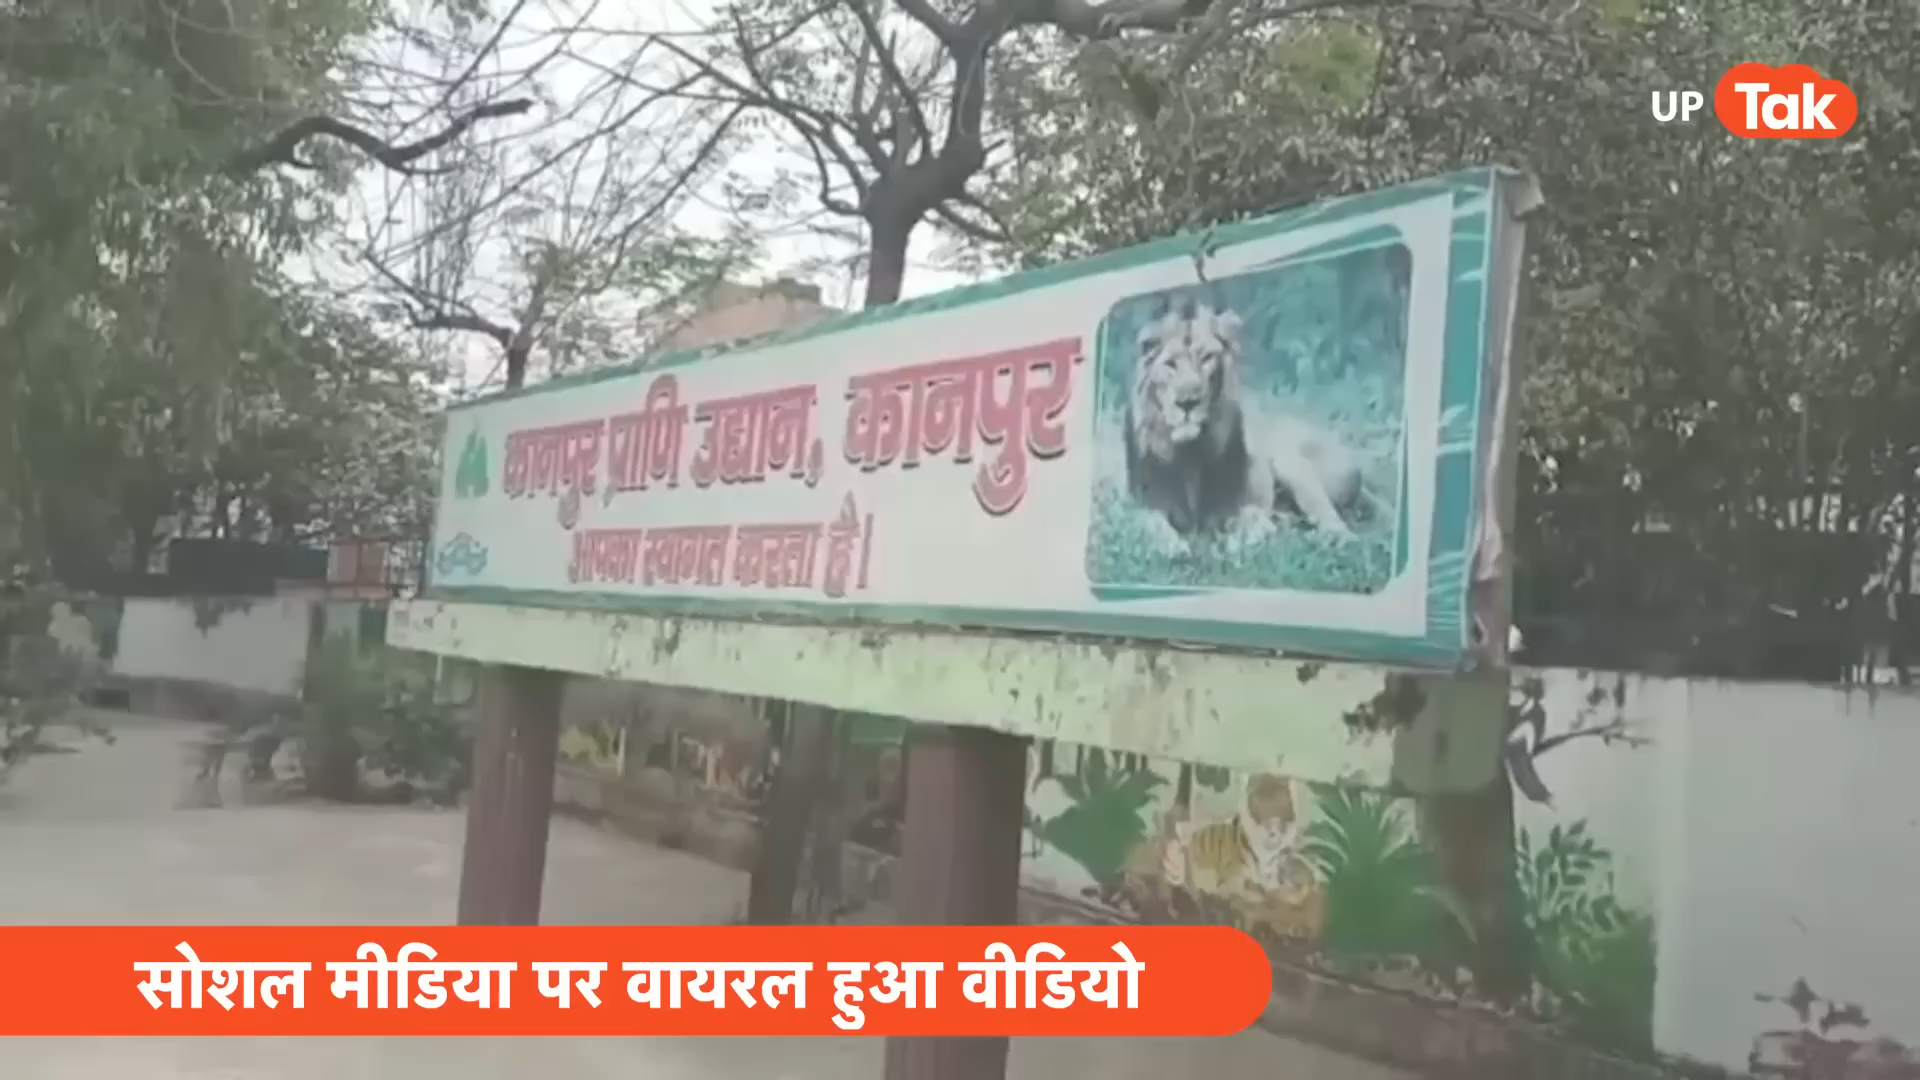 UP Tak
कानपुर प्राणि उद्यान, कानपुर
आपका स्वागत करता है।
सोशल मीडिया पर वायरल हुआ वीडियो